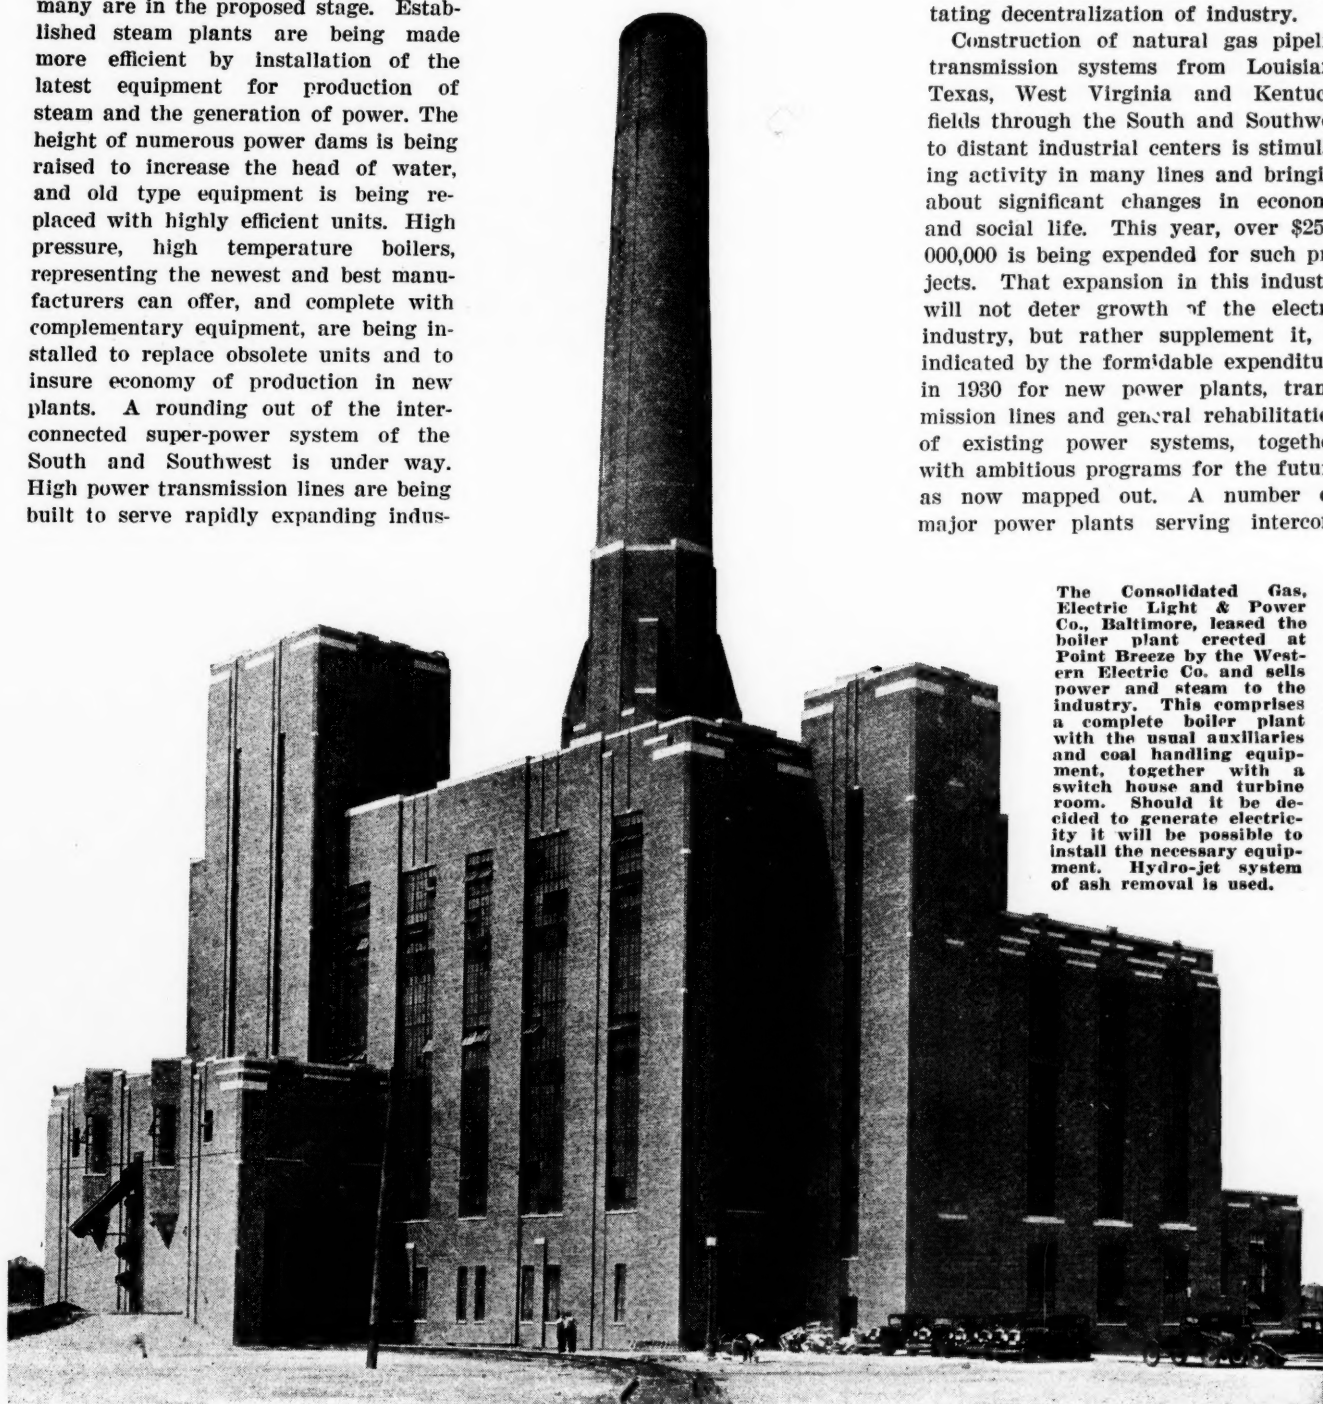 many are in the proposed stage. Estab-
lished steam plants are being made
more efficient by installation of the
latest equipment for production of
steam and the generation of power. The
height of numerous power dams is being
raised to increase the head of water,
and old type equipment is being re-
placed with highly efficient units. High
pressure, high temperature boilers,
representing the newest and best manu-
facturers can offer, and complete with
complementary equipment, are being in-
stalled to replace obsolete units and to
insure economy of production in new
plants. A rounding out of the inter-
connected super-power system of the
South and Southwest is under way.
High power transmission lines are being
built to serve rapidly expanding indus-
tating decentralization of industry.
Construction of natural gas pipel
transmission systems from Louisia
Texas, West Virginia and Kentuc
fields through the South and Southw
to distant industrial centers is stimul
ing activity in many lines and bringi
about significant changes in econom
and social life. This year, over $25
000,000 is being expended for such pr
jects. That expansion in this indust
will not deter growth of the electr
industry, but rather supplement it,
indicated by the formidable expenditu
in 1930 for new power plants, tran
mission lines and general rehabilitati
of existing power systems, togeth
with ambitious programs for the futu
as now mapped out. A number
major power plants serving interco
The Consolidated Gas,
Electric Light & Power
Co., Baltimore, leased the
boiler plant erected at
Point Breeze by the West-
ern Electric Co. and sells
power and steam to the
industry. This comprises
a complete boiler plant
with the usual auxiliaries
and coal handling equip-
ment, together with a
switch house and turbine
room. Should it be de-
cided to generate electric-
ity it will be possible to
install the necessary equip-
ment. Hydro-jet system
of ash removal is used.